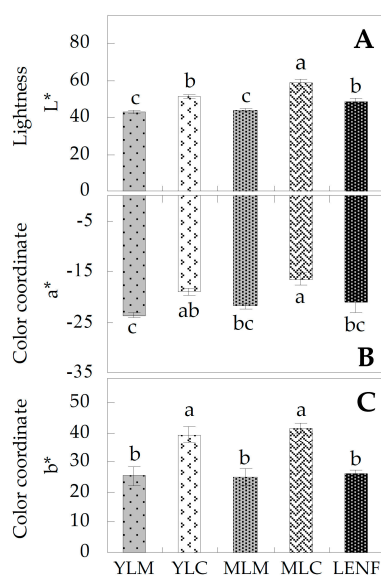 A
Lightness
L*
80
60
40
20
0
c
b
c
a
b
Color coordinate
a*
-5
-15
-25
-35
c
ab
bc
a
bc
B
Color coordinate
b*
50
40
30
20
10
0
b
a
b
a
b
C
YLM YLC MLM MLC LENF